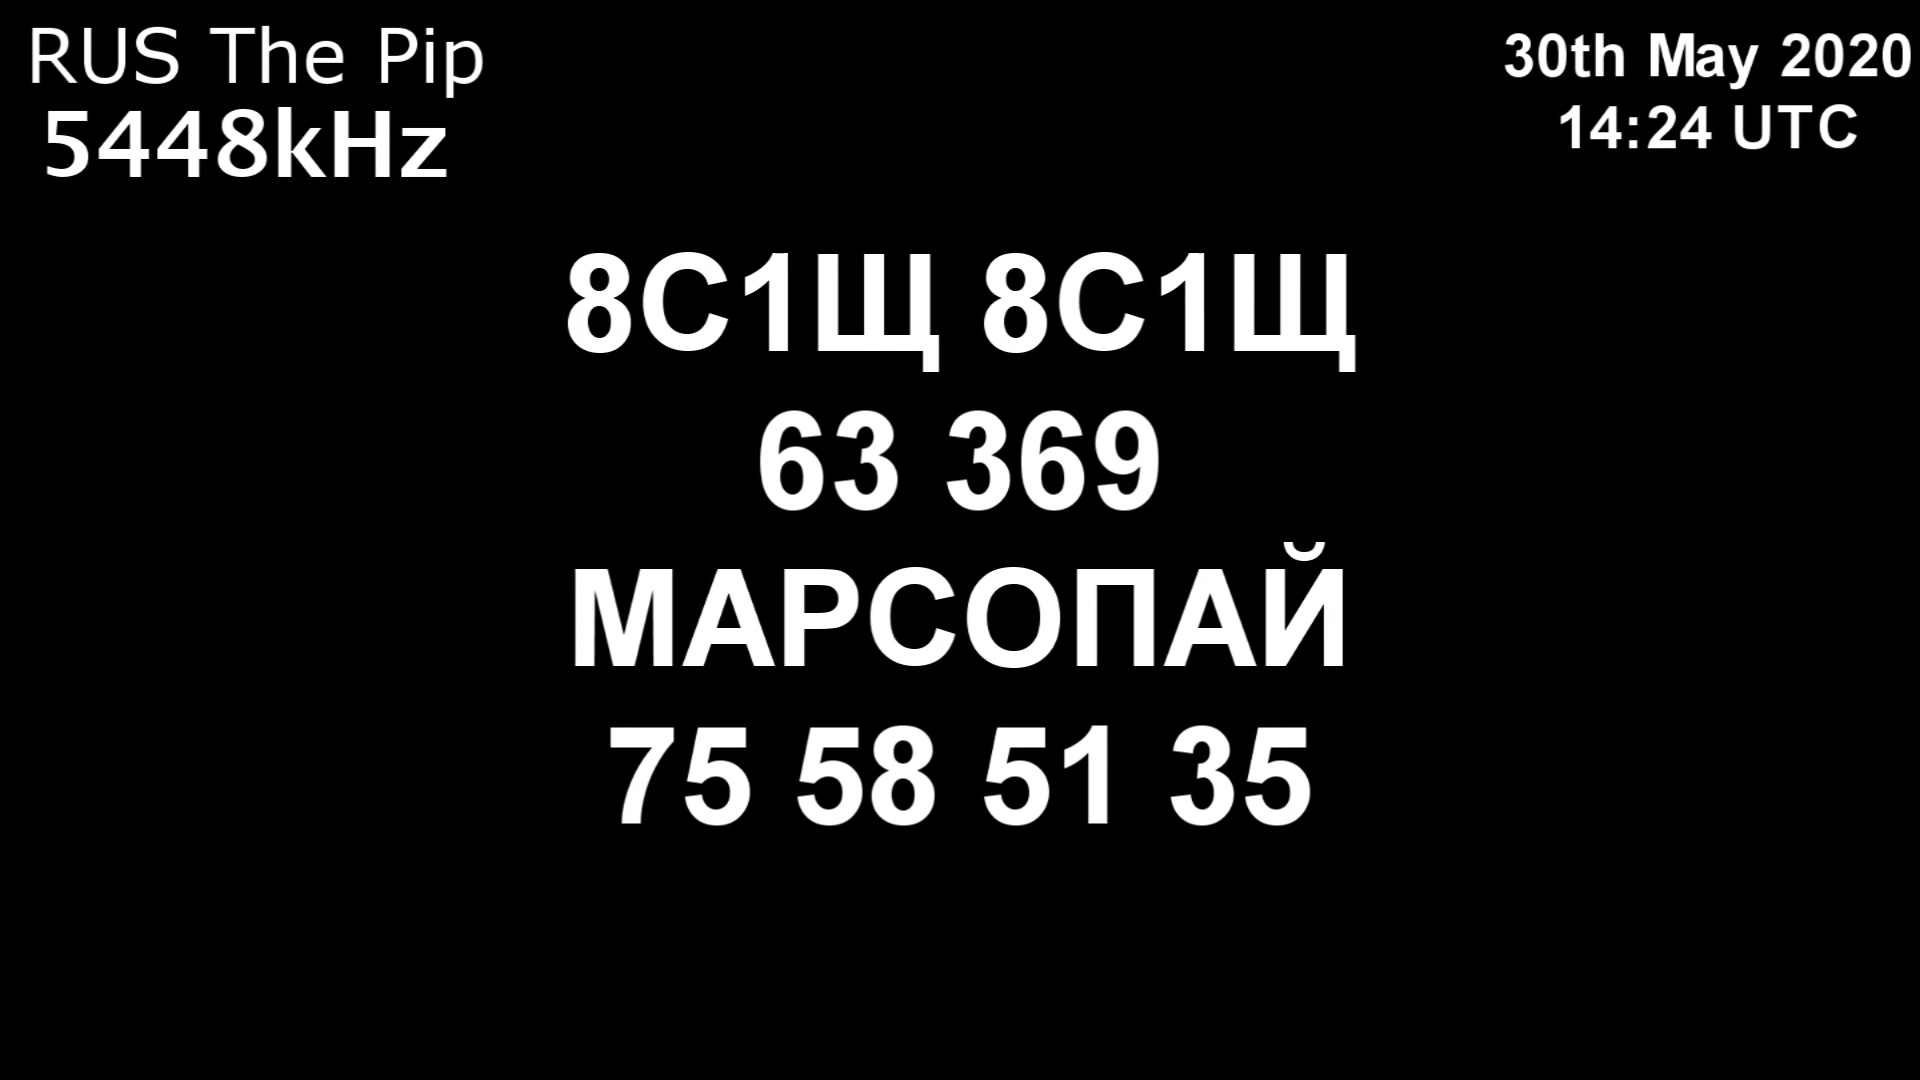 RUS The Pip
5448kHz
30th May 2020
14:24 UTC
8С1Щ 8С1Щ
63 369
МАРСОПАЙ
75 58 51 35